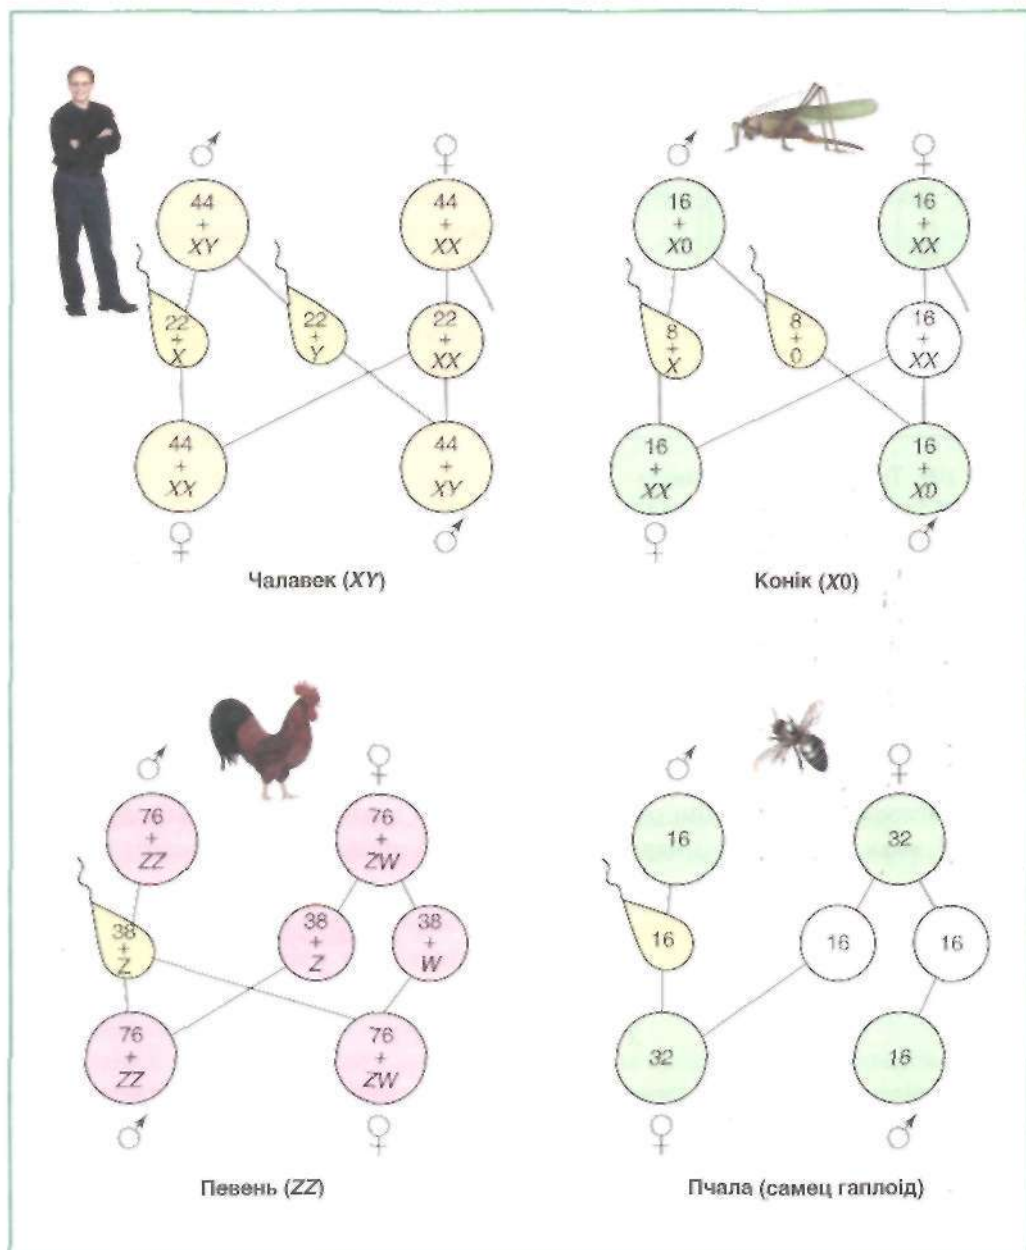 ♂
♀
44
+
XY
44
+
XX
22
+
X
22
+
Y
22
+
XX
44
+
XX
44
+
XY
♀
♂
Чалавек (XY)
♂
♀
16
+
X0
16
+
XX
8
+
X
8
+
0
16
+
XX
16
+
XX
16
+
X0
♀
♂
Конік (X0)
♂
♀
76
+
ZZ
76
+
ZW
38
+
Z
38
+
Z
38
+
W
76
+
ZZ
76
+
ZW
♂
♀
Певень (ZZ)
♂
♀
16
32
16
16
16
32
16
♀
♂
Пчала (самец гаплоід)